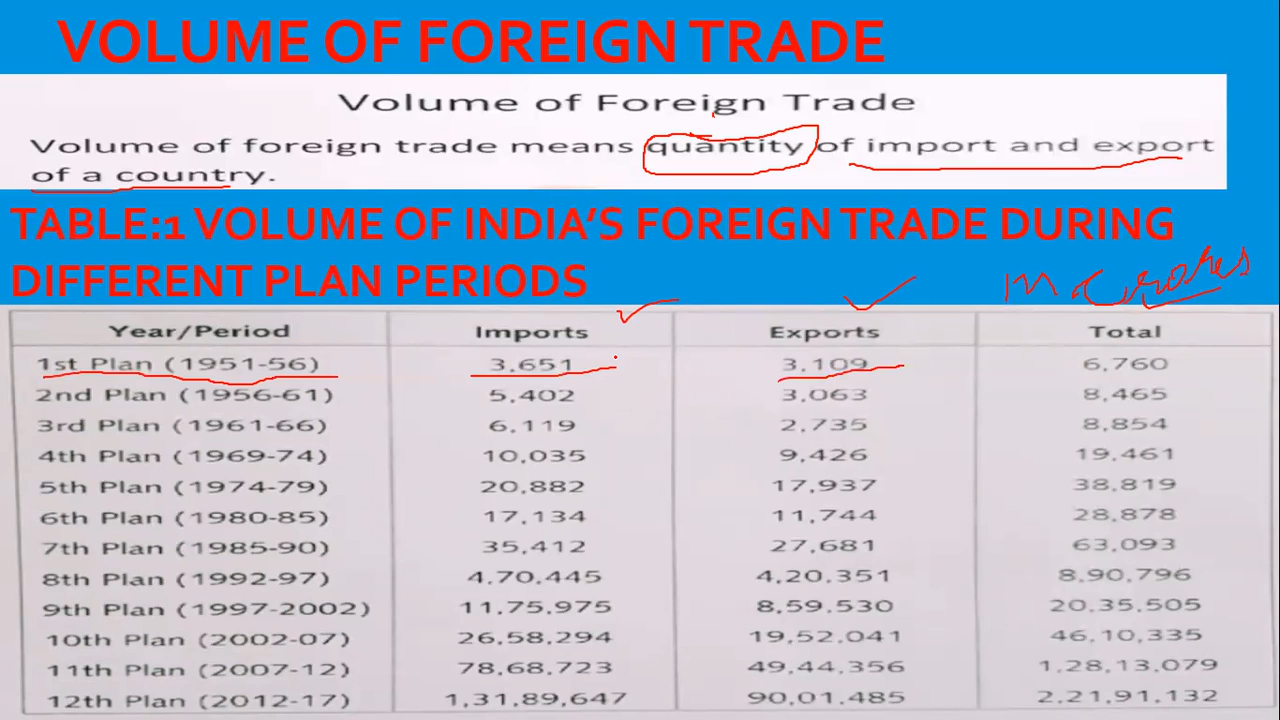 VOLUME OF FOREIGN TRADE
Volume of Foreign Trade
Volume of foreign trade means quantity of import and export
of a country.
TABLE:1 VOLUME OF INDIA'S FOREIGN TRADE DURING
DIFFERENT PLAN PERIODS
in crores
Year/Period Imports Exports Total
1st Plan (1951-56) 3,651 3,109 6,760
2nd Plan (1956-61) 5,402 3,063 8,465
3rd Plan (1961-66) 6,119 2,735 8,854
4th Plan (1969-74) 10,035 9,426 19,461
5th Plan (1974-79) 20,882 17,937 38,819
6th Plan (1980-85) 17,134 11,744 28,878
7th Plan (1985-90) 35,412 27,681 63,093
8th Plan (1992-97) 4,70,445 4,20,351 8,90,796
9th Plan (1997-2002) 11,75,975 8,59,530 20,35,505
10th Plan (2002-07) 26,58,294 19,52,041 46,10,335
11th Plan (2007-12) 78,68,723 49,44,356 1,28,13,079
12th Plan (2012-17) 1,31,89,647 90,01,485 2,21,91,132